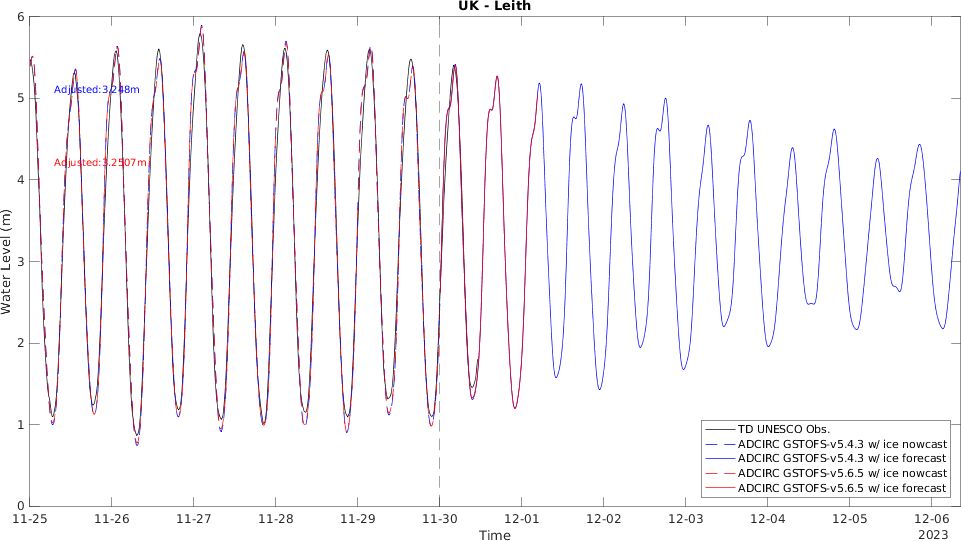 UK - Leith
6
5
4
3
2
1
0
Water Level (m)
Adjusted:3.248m
Adjusted:3.2507m
TD UNESCO Obs.
ADCIRC GSTOFS-v5.4.3 w/ ice nowcast
ADCIRC GSTOFS-v5.4.3 w/ ice forecast
ADCIRC GSTOFS-v5.6.5 w/ ice nowcast
ADCIRC GSTOFS-v5.6.5 w/ ice forecast
11-25 11-26 11-27 11-28 11-29 11-30 12-01 12-02 12-03 12-04 12-05 12-06
Time
2023